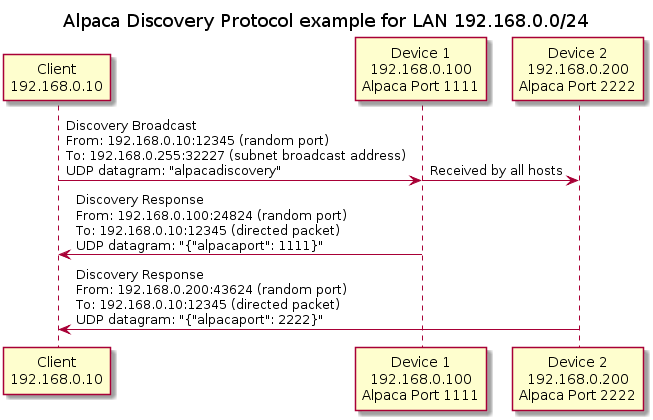 Alpaca Discovery Protocol example for LAN 192.168.0.0/24
Client
192.168.0.10
Device 1
192.168.0.100
Alpaca Port 1111
Device 2
192.168.0.200
Alpaca Port 2222
Discovery Broadcast
From: 192.168.0.10:12345 (random port)
To: 192.168.0.255:32227 (subnet broadcast address)
UDP datagram: "alpacadiscovery"
Received by all hosts
Discovery Response
From: 192.168.0.100:24824 (random port)
To: 192.168.0.10:12345 (directed packet)
UDP datagram: "{"alpacaport": 1111}"
Discovery Response
From: 192.168.0.200:43624 (random port)
To: 192.168.0.10:12345 (directed packet)
UDP datagram: "{"alpacaport": 2222}"
Client
192.168.0.10
Device 1
192.168.0.100
Alpaca Port 1111
Device 2
192.168.0.200
Alpaca Port 2222